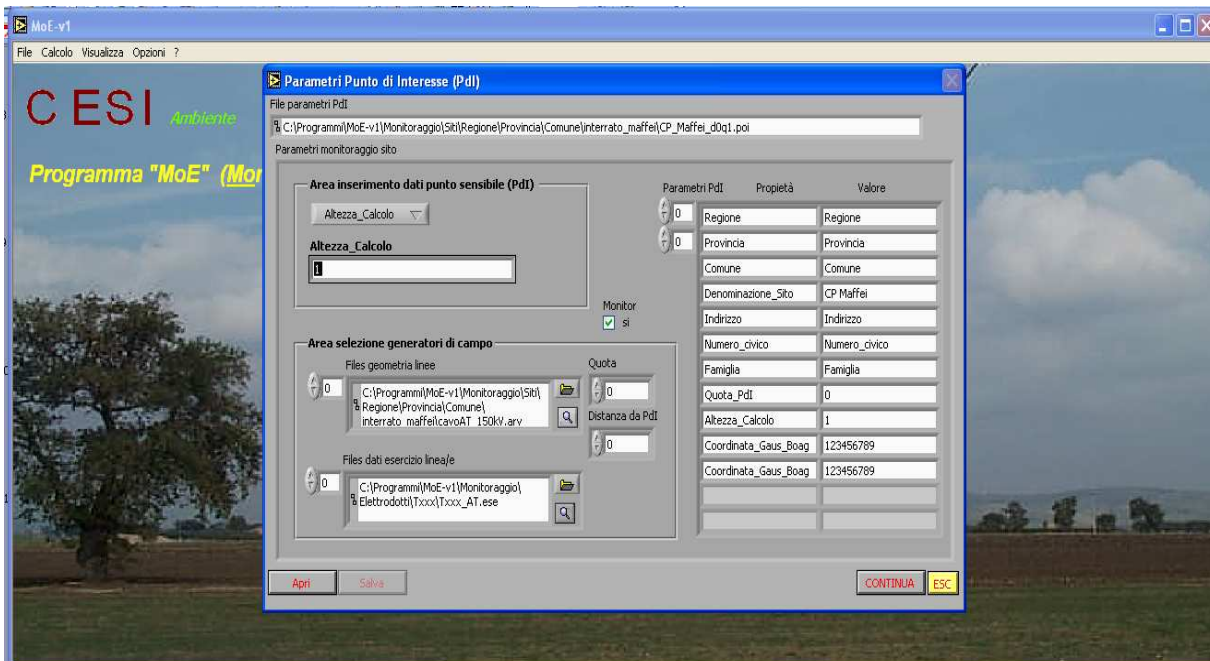 MoE-v1
File Calcolo Visualizza Opzioni ?
CESI Ambiente
Programma "MoE" (Mor
Parametri Punto di Interesse (PdI)
File parametri PdI
C:\Programmi\MoE-v1\Monitoraggio\Siti\Regione\Provincia\Comune\interrato_maffei\CP_Maffei_d0q1.poi
Parametri monitoraggio sito
Area inserimento dati punto sensibile (PdI)
Altezza_Calcolo
Altezza_Calcolo
1
Monitor
si
Area selezione generatori di campo
Files geometria linee
0
C:\Programmi\MoE-v1\Monitoraggio\Siti\
Regione\Provincia\Comune\
interrato_maffei\cavoAT_150kV.arv
Quota
0
Distanza da PdI
0
Files dati esercizio linea/e
0
C:\Programmi\MoE-v1\Monitoraggio\
Elettrodotti\Txxx\Txxx_AT.ese
Parametri PdI Propietà Valore
0 Regione Regione
0 Provincia Provincia
Comune Comune
Denominazione_Sito CP Maffei
Indirizzo Indirizzo
Numero_civico Numero_civico
Famiglia Famiglia
Quota_PdI 0
Altezza_Calcolo 1
Coordinata_Gaus_Boag 123456789
Coordinata_Gaus_Boag 123456789
Apri Salva CONTINUA ESC